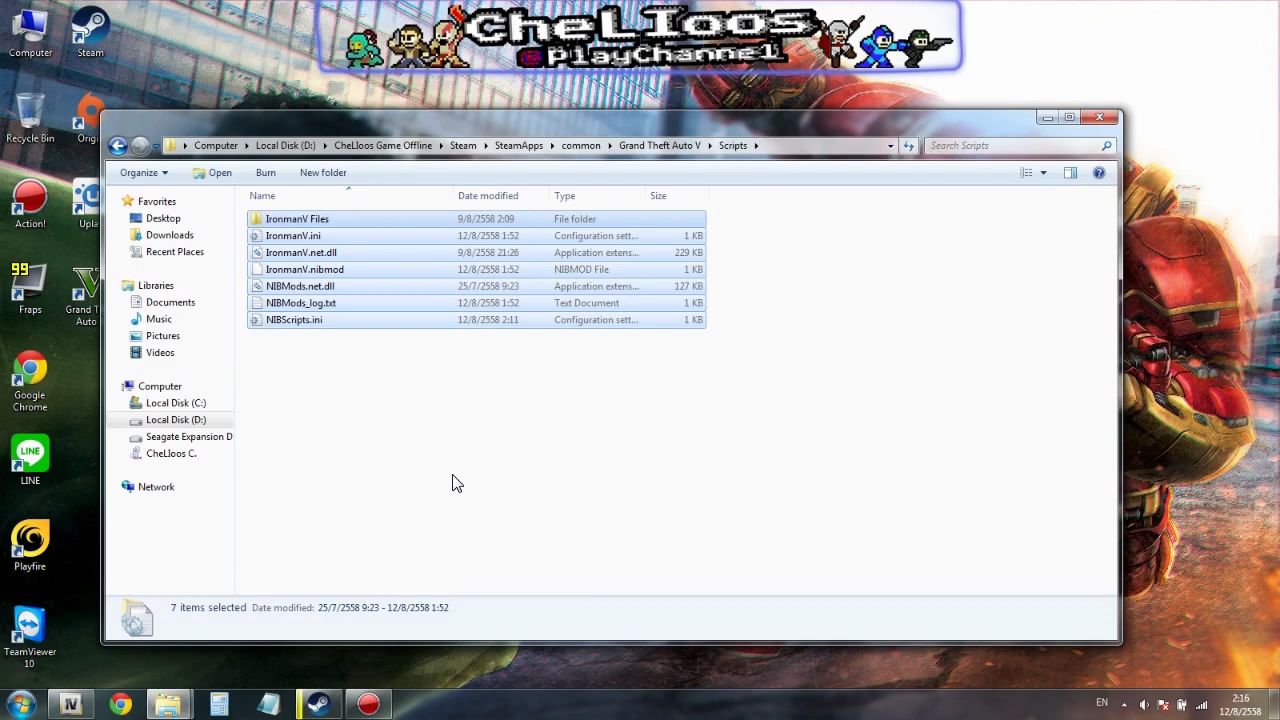 CheLIoos
PlayChannel
Computer
Steam
Recycle Bin
Origi
Action!
Upla
Fraps
Grand T
Auto
Google
Chrome
LINE
Playfire
TeamViewer
10
Computer
Local Disk (D:)
CheLIoos Game Offline
Steam
SteamApps
common
Grand Theft Auto V
Scripts
Search Scripts
Organize
Open
Burn
New folder
Name
Date modified
Type
Size
Favorites
Desktop
Downloads
Recent Places
Libraries
Documents
Music
Pictures
Videos
Computer
Local Disk (C:)
Local Disk (D:)
Seagate Expansion D
CheLIoos C.
Network
IronmanV Files 9/8/2558 2:09 File folder
IronmanV.ini 12/8/2558 1:52 Configuration sett... 1 KB
IronmanV.net.dll 9/8/2558 21:26 Application extens... 229 KB
IronmanV.nibmod 12/8/2558 1:52 NIBMOD File 1 KB
NIBMods.net.dll 25/7/2558 9:23 Application extens... 127 KB
NIBMods_log.txt 12/8/2558 1:52 Text Document 1 KB
NIBScripts.ini 12/8/2558 2:11 Configuration sett... 1 KB
7 items selected Date modified: 25/7/2558 9:23 - 12/8/2558 1:52
EN
2:16
12/8/2558